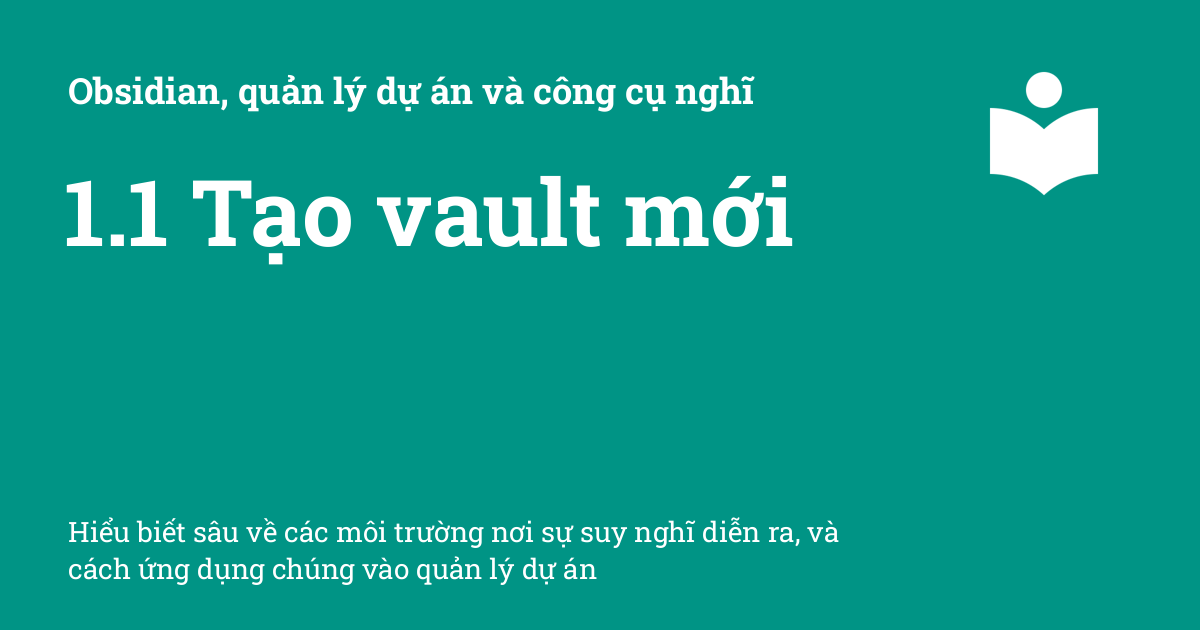 Obsidian, quản lý dự án và công cụ nghĩ
1.1 Tạo vault mới
Hiểu biết sâu về các môi trường nơi sự suy nghĩ diễn ra, và
cách ứng dụng chúng vào quản lý dự án